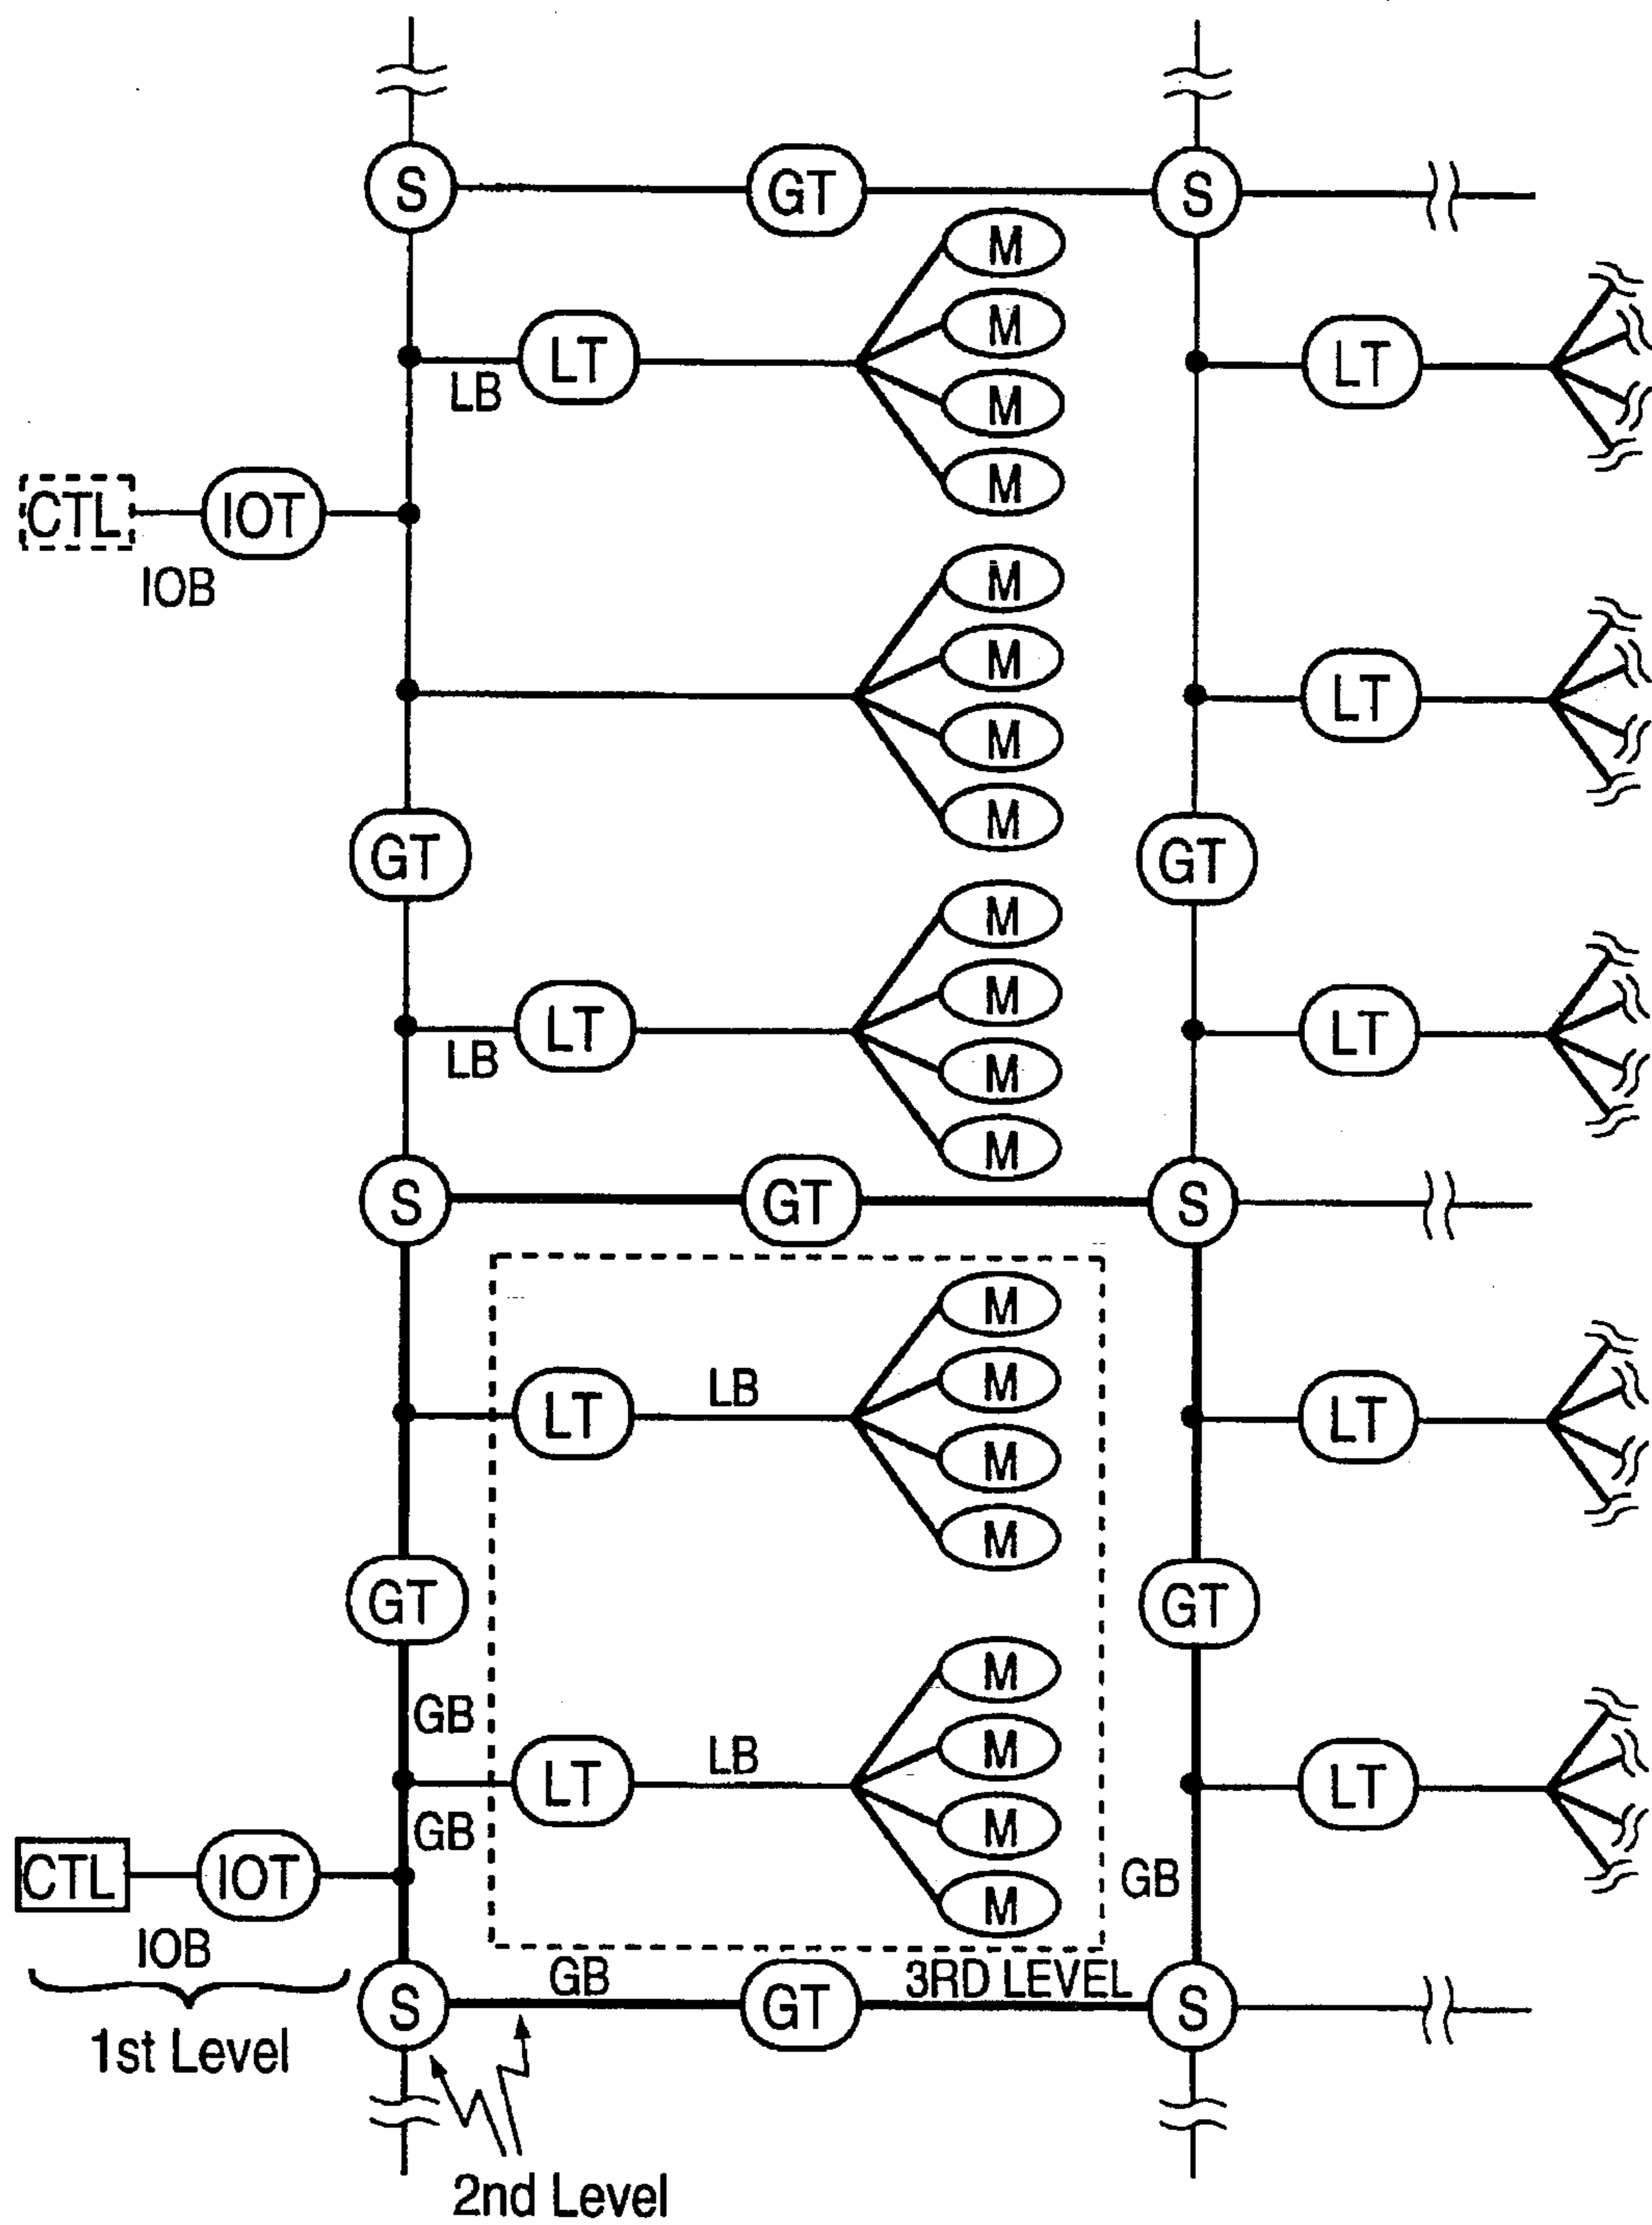 S GT S
M
M
LT LT
LB
M
M
CTL IOT
IOB
M
M
LT
M
M
GT GT
M
M
LT LT
LB
M
M
S GT S
M
M
LT LB LT
M
M
GT GT
M
GB
M
LT LB LT
GB
M
CTL IOT GB
M
IOB
GB 3RD LEVEL
S GT S
1st Level
2nd Level